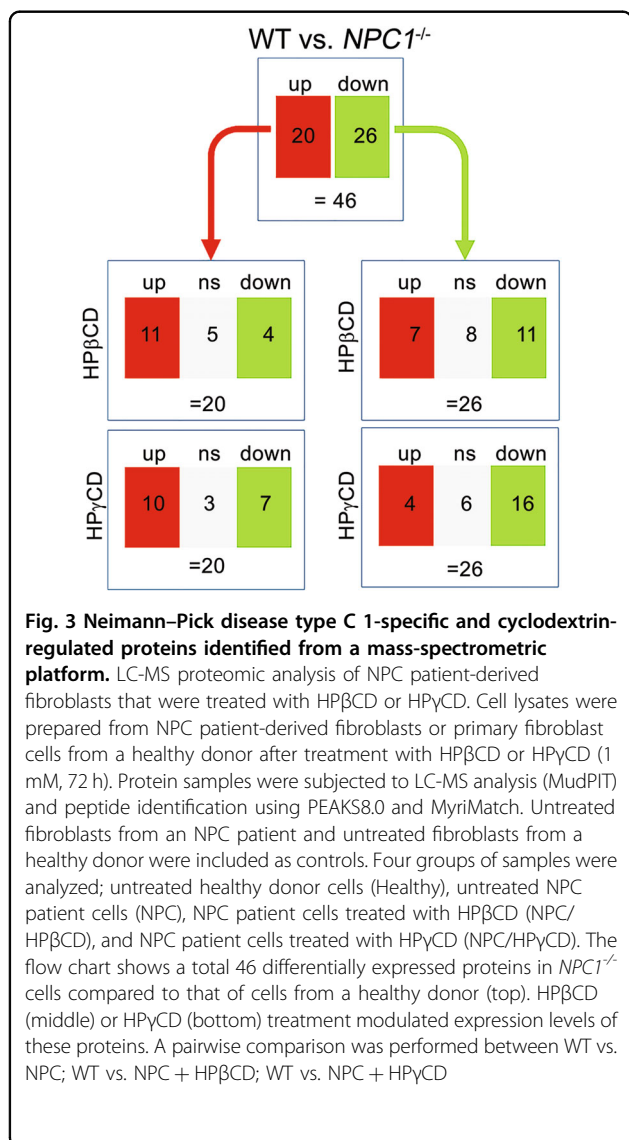 WT vs. NPC1-/-
up down
20 26
= 46
up ns down
HPβCD
11 5 4
=20
up ns down
HPβCD
7 8 11
=26
up ns down
HPγCD
10 3 7
=20
up ns down
HPγCD
4 6 16
=26
Fig. 3 Neimann–Pick disease type C 1-specific and cyclodextrin-
regulated proteins identified from a mass-spectrometric
platform. LC-MS proteomic analysis of NPC patient-derived
fibroblasts that were treated with HPβCD or HPγCD. Cell lysates were
prepared from NPC patient-derived fibroblasts or primary fibroblast
cells from a healthy donor after treatment with HPβCD or HPγCD (1
mM, 72 h). Protein samples were subjected to LC-MS analysis (MudPIT)
and peptide identification using PEAKS8.0 and MyriMatch. Untreated
fibroblasts from an NPC patient and untreated fibroblasts from a
healthy donor were included as controls. Four groups of samples were
analyzed; untreated healthy donor cells (Healthy), untreated NPC
patient cells (NPC), NPC patient cells treated with HPβCD (NPC/
HPβCD), and NPC patient cells treated with HPγCD (NPC/HPγCD). The
flow chart shows a total 46 differentially expressed proteins in NPC1-/-
cells compared to that of cells from a healthy donor (top). HPβCD
(middle) or HPγCD (bottom) treatment modulated expression levels of
these proteins. A pairwise comparison was performed between WT vs.
NPC; WT vs. NPC + HPβCD; WT vs. NPC + HPγCD